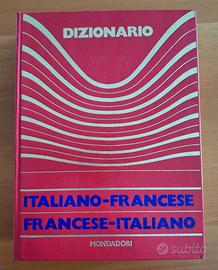 DIZIONARIO
ITALIANO-FRANCESE
FRANCESE-ITALIANO
MONDADORI
subito